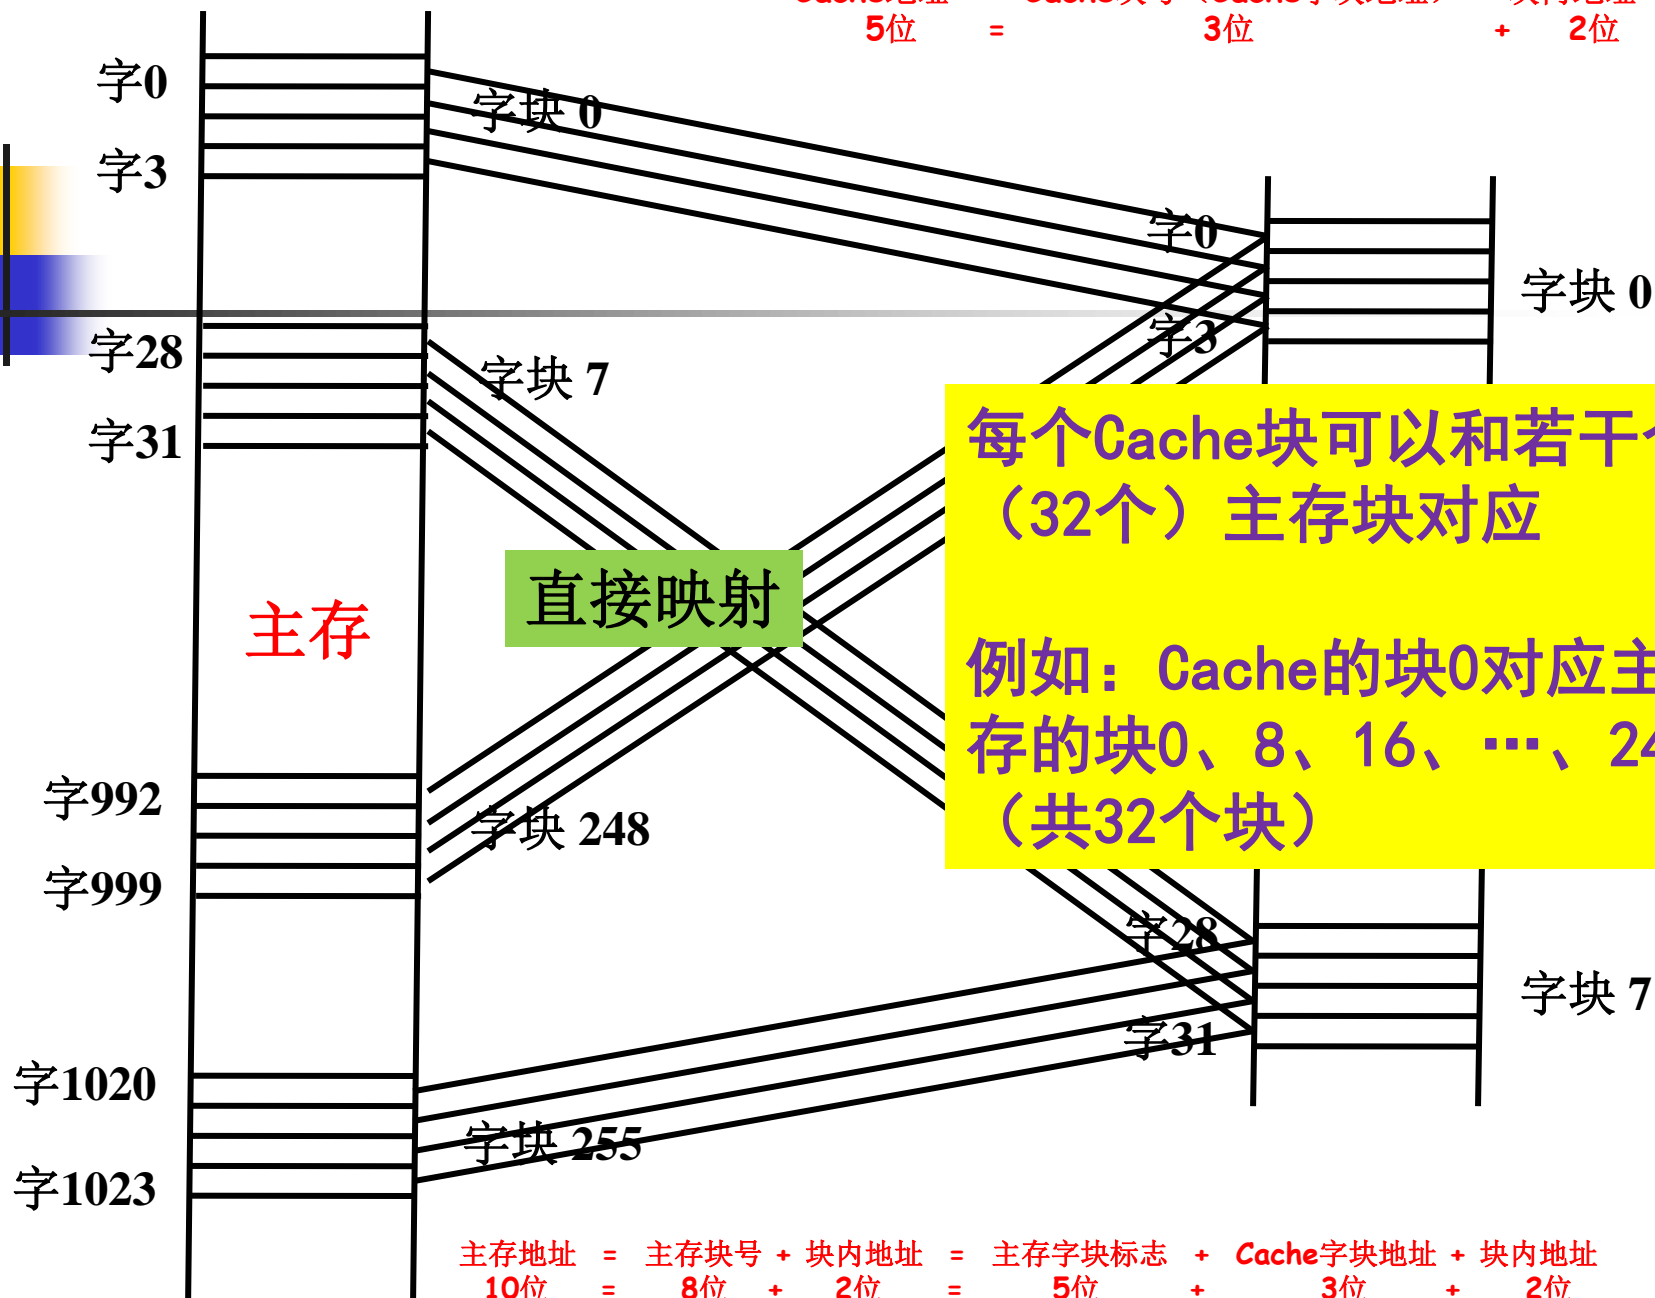 5位 = 3位 + 2位
字0
字块 0
字3
字0
字块 0
字3
字28
字块 7
字31
每个Cache块可以和若干
（32个）主存块对应
直接映射
主存
例如：Cache的块0对应主
存的块0、8、16、…、24
（共32个块）
字992
字块 248
字999
字28
字块 7
字31
字1020
字块 255
字1023
主存地址 = 主存块号 + 块内地址 = 主存字块标志 + Cache字块地址 + 块内地址
10位 = 8位 + 2位 = 5位 + 3位 + 2位